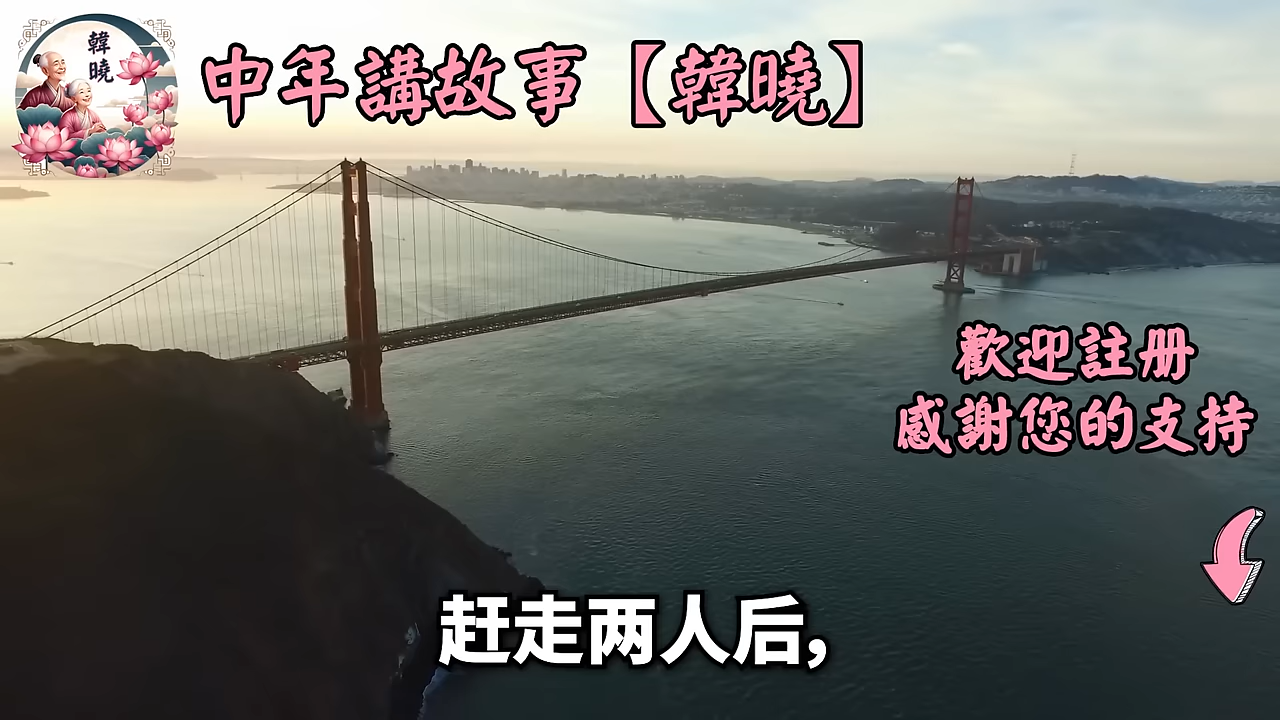 韓曉
中年講故事【韓曉】
歡迎註册
感謝您的支持
赶走两人后,